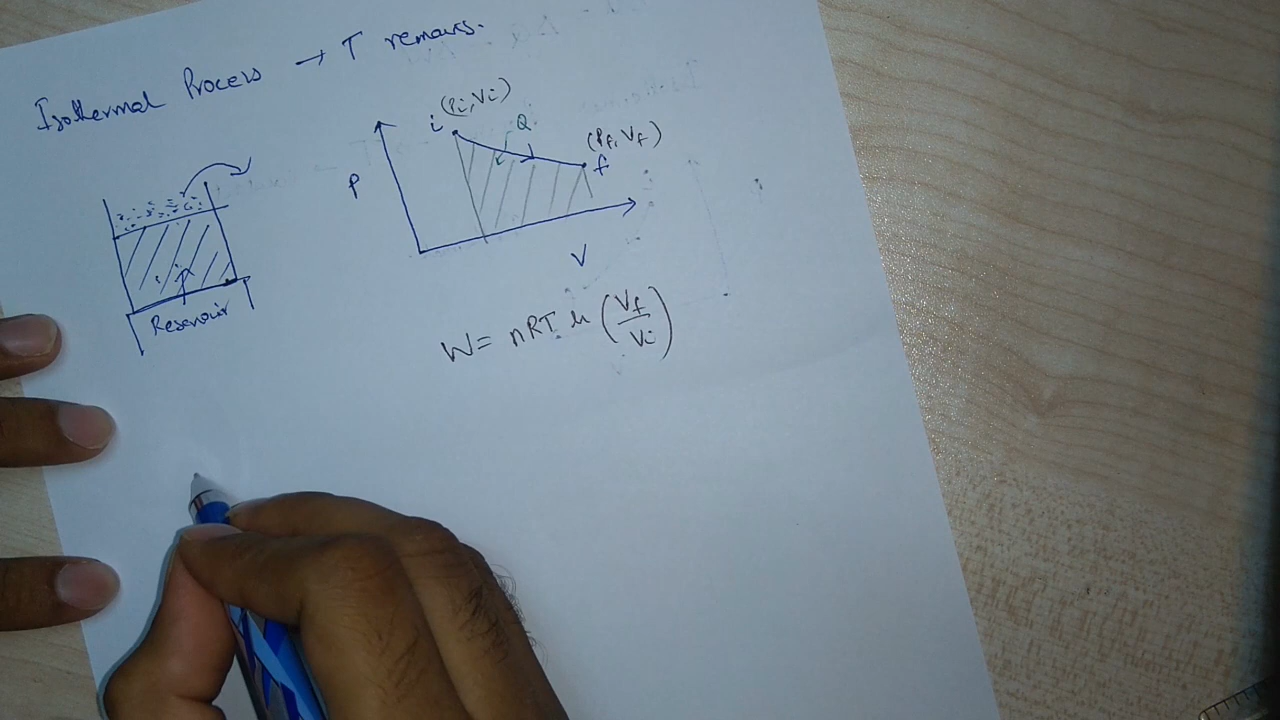 Isothermal Process → T remains.
(Pi, Vi)
i
Q
(Pf, Vf)
f
P
V
Reservoir
W = nRT ln (Vf/Vi)